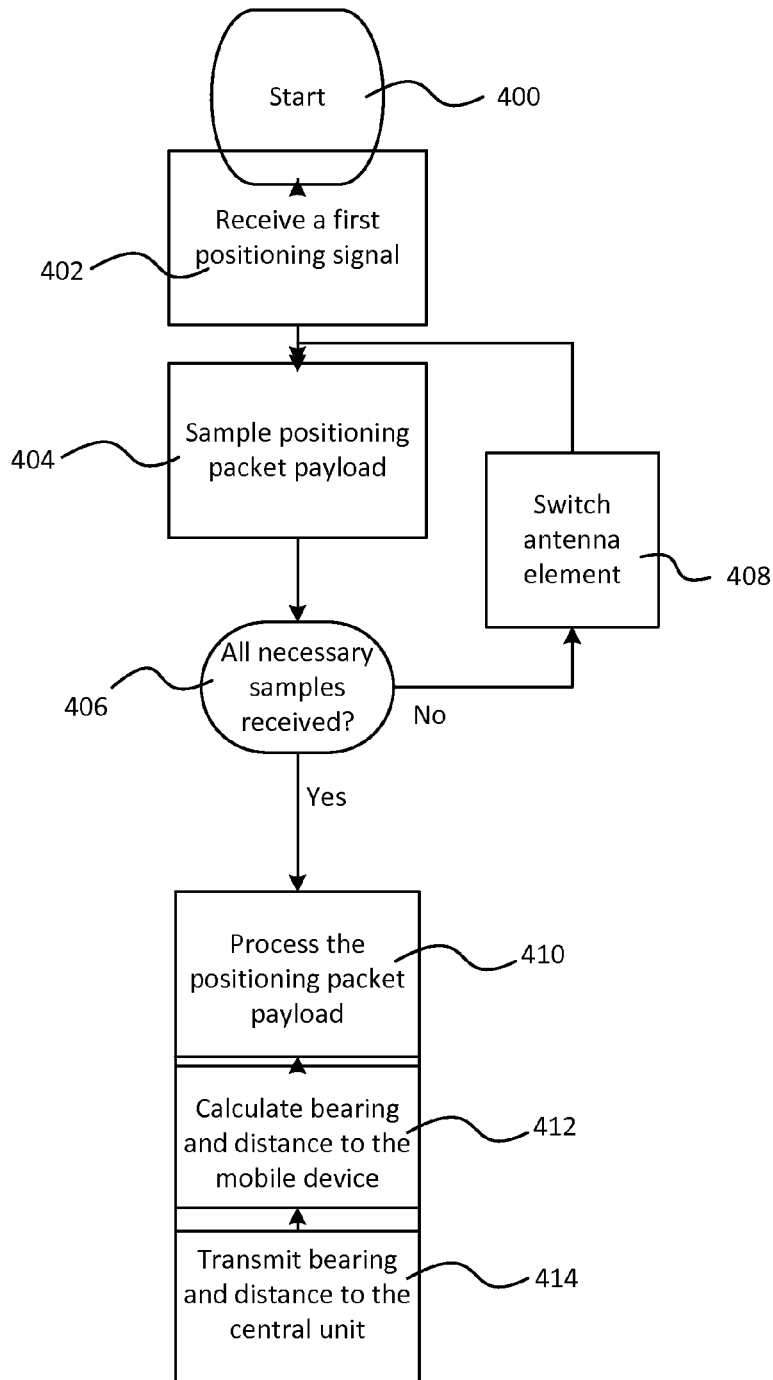 Start
400
Receive a first
positioning signal
402
Sample positioning
packet payload
404
Switch
antenna
element
408
All necessary
samples
received?
406
No
Yes
Process the
positioning packet
payload
410
Calculate bearing
and distance to the
mobile device
412
Transmit bearing
and distance to the
central unit
414